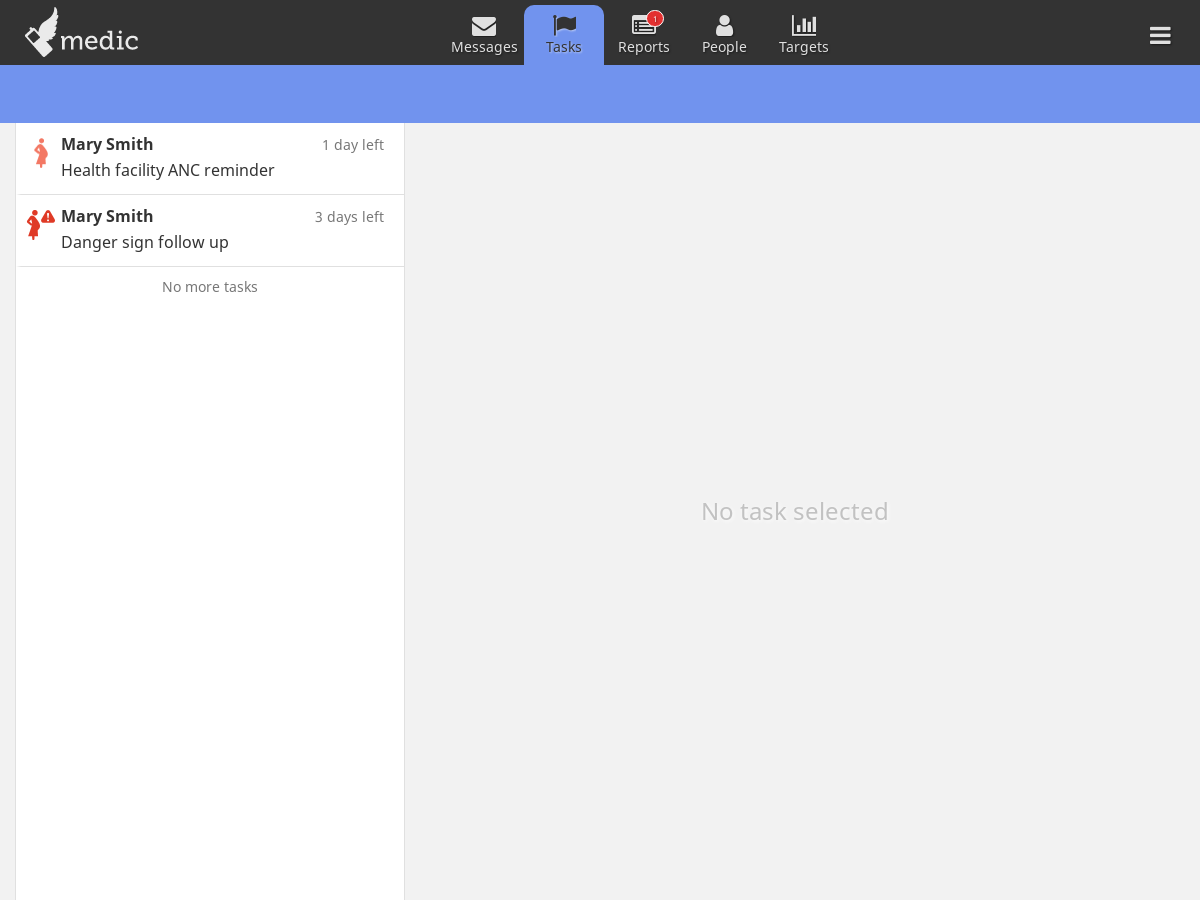 medic
Messages
Tasks
1
Reports
People
Targets
Mary Smith
1 day left
Health facility ANC reminder
Mary Smith
3 days left
Danger sign follow up
No more tasks
No task selected